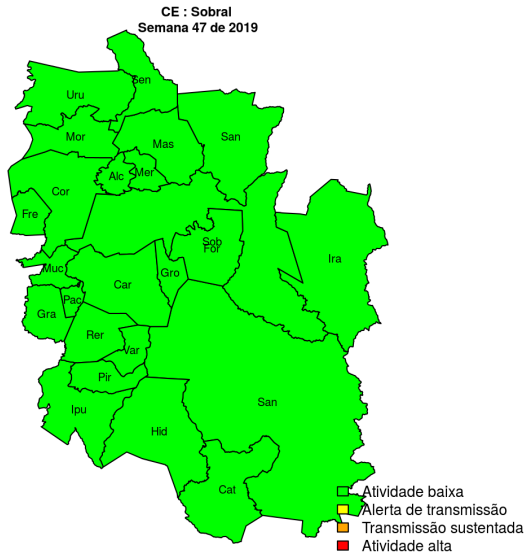 CE : Sobral
Semana 47 de 2019
Sen
Uru
Mor
Mas
San
Alc
Mer
Cor
Fre
Sob
For
Ira
Muc
Gro
Car
Pac
Gra
Rer
Var
Pir
San
Ipu
Hid
Cat
Atividade baixa
Alerta de transmissão
Transmissão sustentada
Atividade alta